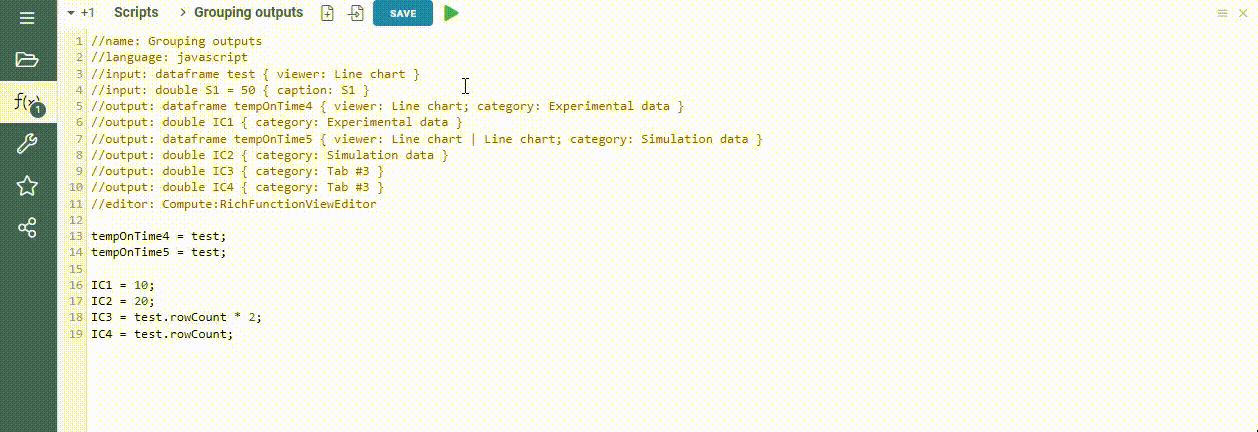 +1 Scripts > Grouping outputs SAVE
f(x) 1
1 //name: Grouping outputs
2 //language: javascript
3 //input: dataframe test { viewer: Line chart }
4 //input: double S1 = 50 { caption: S1 }
5 //output: dataframe tempOnTime4 { viewer: Line chart; category: Experimental data }
6 //output: double IC1 { category: Experimental data }
7 //output: dataframe tempOnTime5 { viewer: Line chart | Line chart; category: Simulation data }
8 //output: double IC2 { category: Simulation data }
9 //output: double IC3 { category: Tab #3 }
10 //output: double IC4 { category: Tab #3 }
11 //editor: Compute:RichFunctionViewEditor
12
13 tempOnTime4 = test;
14 tempOnTime5 = test;
15
16 IC1 = 10;
17 IC2 = 20;
18 IC3 = test.rowCount * 2;
19 IC4 = test.rowCount;